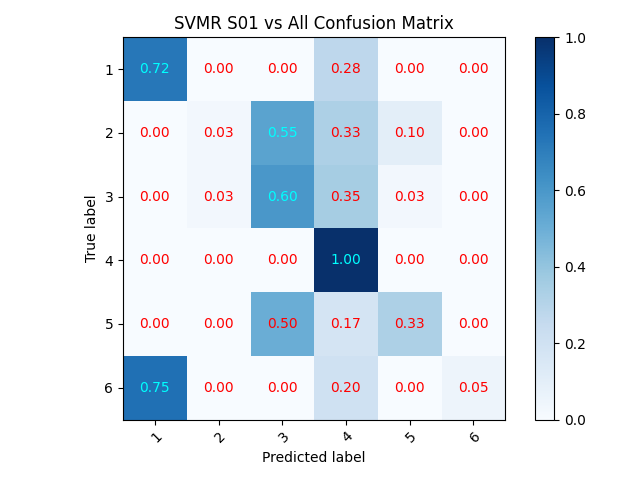 SVMR S01 vs All Confusion Matrix
1 0.72 0.00 0.00 0.28 0.00 0.00
2 0.00 0.03 0.55 0.33 0.10 0.00
3 0.00 0.03 0.60 0.35 0.03 0.00
4 0.00 0.00 0.00 1.00 0.00 0.00
5 0.00 0.00 0.50 0.17 0.33 0.00
6 0.75 0.00 0.00 0.20 0.00 0.05
1 2 3 4 5 6
Predicted label
True label
1.0
0.8
0.6
0.4
0.2
0.0